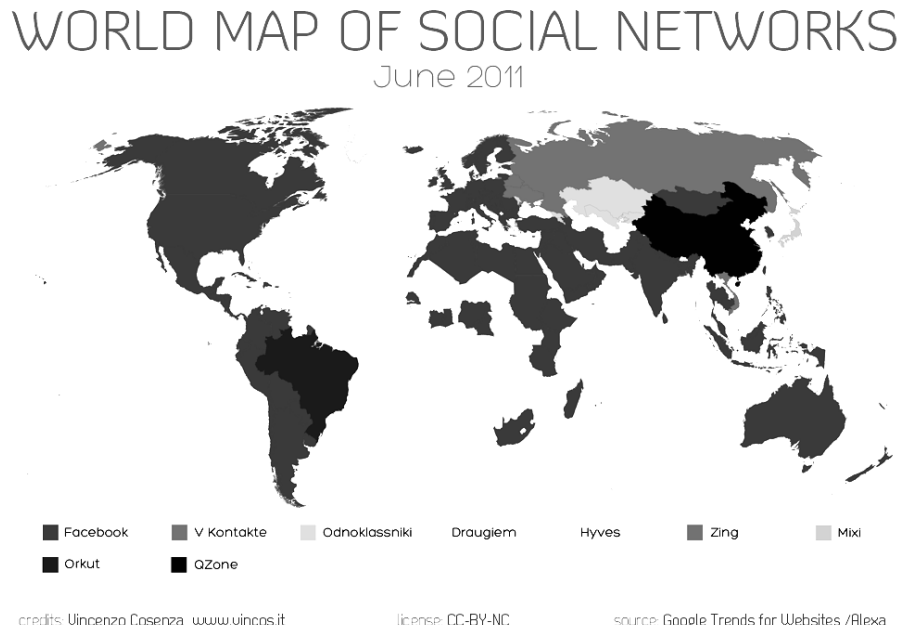 WORLD MAP OF SOCIAL NETWORKS
June 2011
Facebook V Kontakte Odnoklassniki Draugiem Hyves Zing Mixi
Orkut QZone
credits: Vincenzo Cosenza www.vincos.it license: CC-BY-NC source: Google Trends for Websites /Alexa